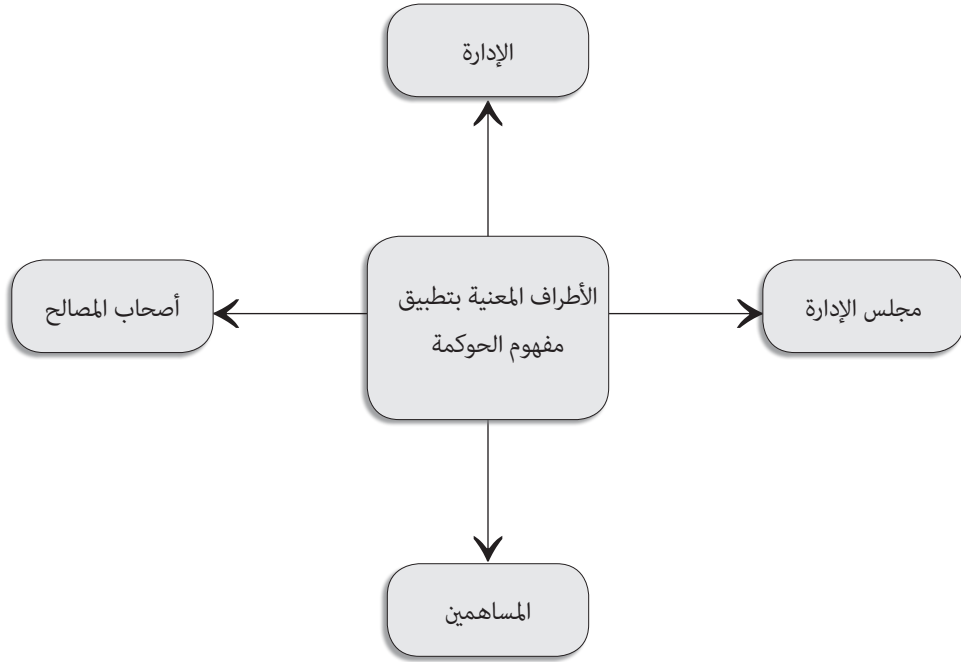 الإدارة
الأطراف المعنية بتطبيق
مفهوم الحوكمة
مجلس الإدارة
أصحاب المصالح
المساهمين